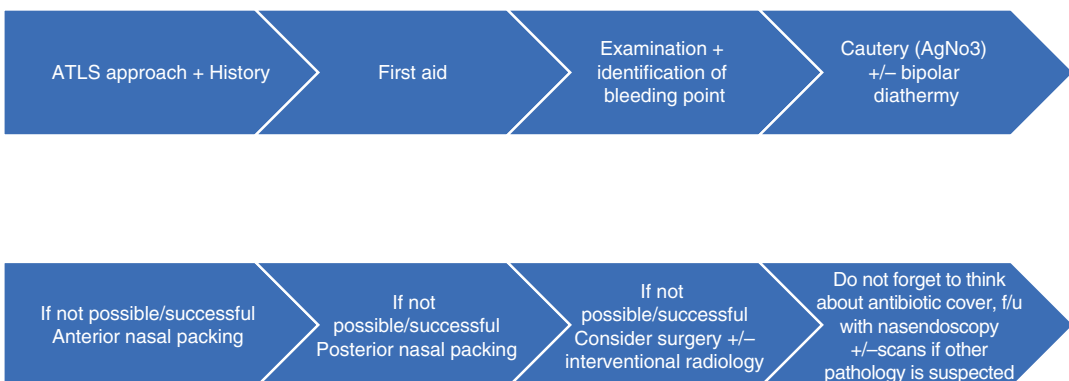 ATLS approach + History
First aid
Examination +
identification of
bleeding point
Cautery (AgNo3)
+/– bipolar
diathermy
If not possible/successful
Anterior nasal packing
If not
possible/successful
Posterior nasal packing
If not
possible/successful
Consider surgery +/–
interventional radiology
Do not forget to think
about antibiotic cover, f/u
with nasendoscopy
+/–scans if other
pathology is suspected